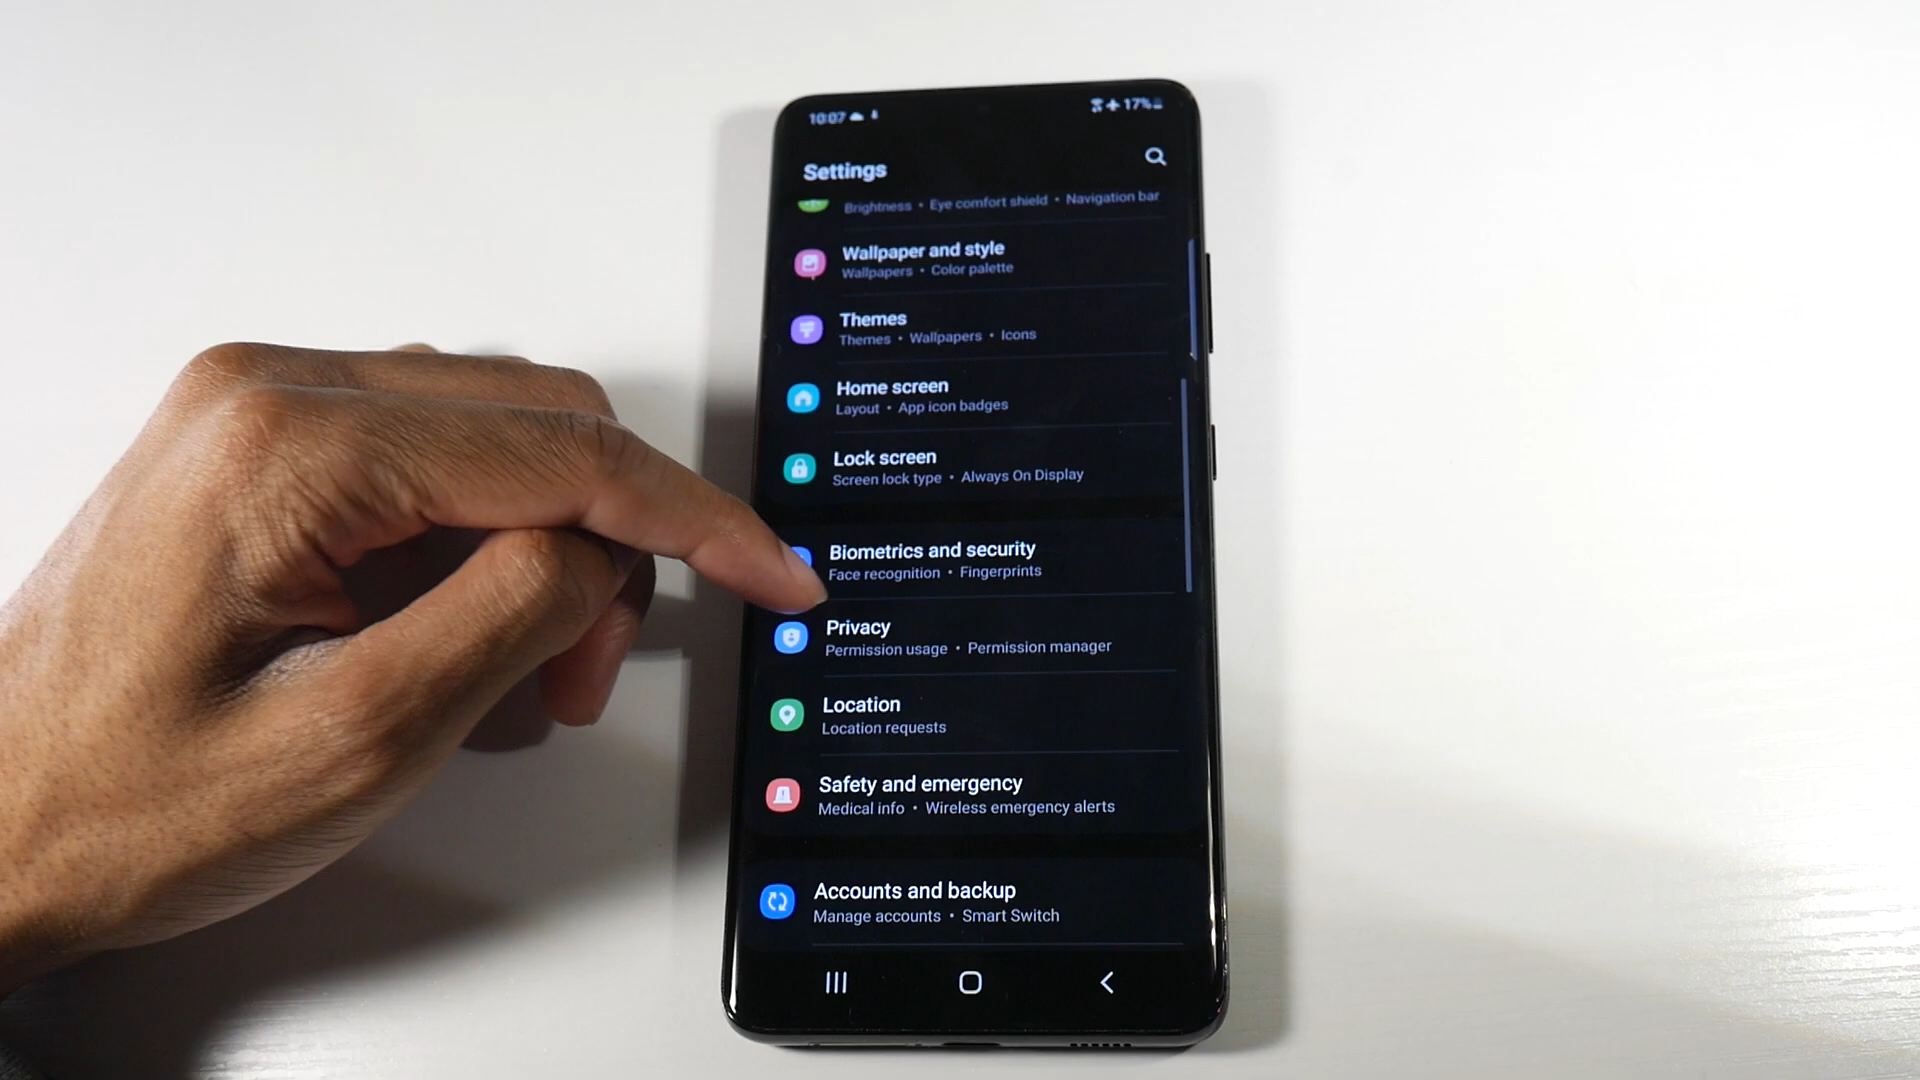 10:07
17%
Settings
Brightness • Eye comfort shield • Navigation bar
Wallpaper and style
Wallpapers • Color palette
Themes
Themes • Wallpapers • Icons
Home screen
Layout • App icon badges
Lock screen
Screen lock type • Always On Display
Biometrics and security
Face recognition • Fingerprints
Privacy
Permission usage • Permission manager
Location
Location requests
Safety and emergency
Medical info • Wireless emergency alerts
Accounts and backup
Manage accounts • Smart Switch